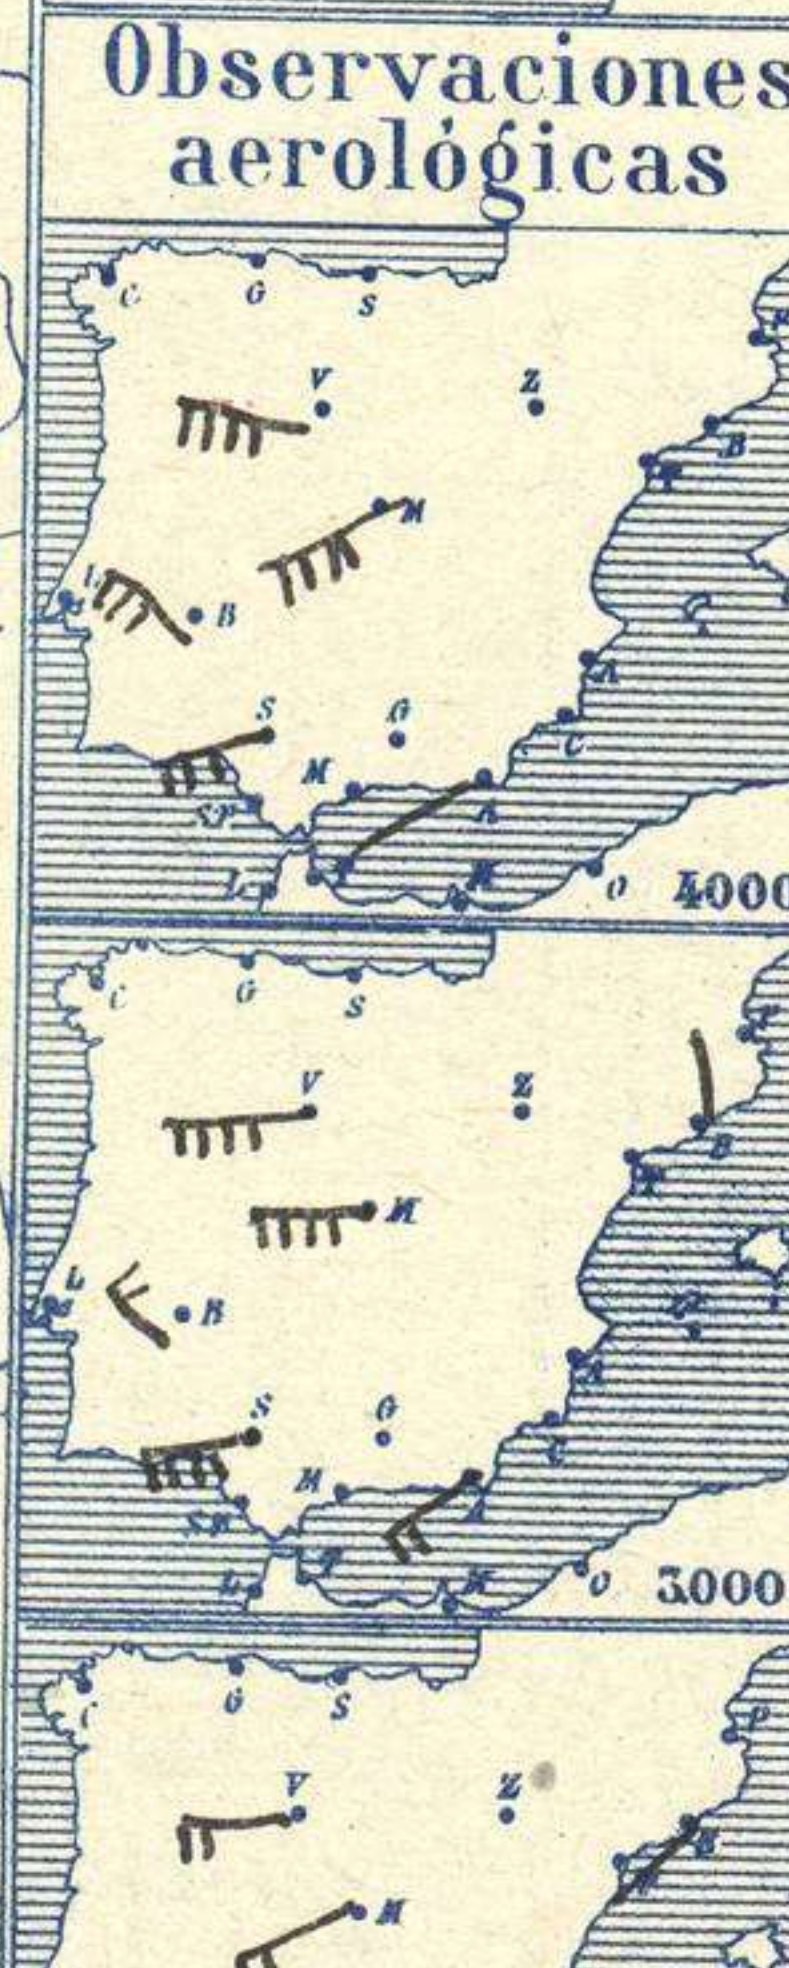 Observaciones
aerológicas
C G S
V Z
B
M
L B
A
S G
C
M
S.F. A
L M O 4000
C G S
P
V Z
B
M
L B
A
S G
C
M
S.F.
L M O 3000
G S
P
V Z
B
M